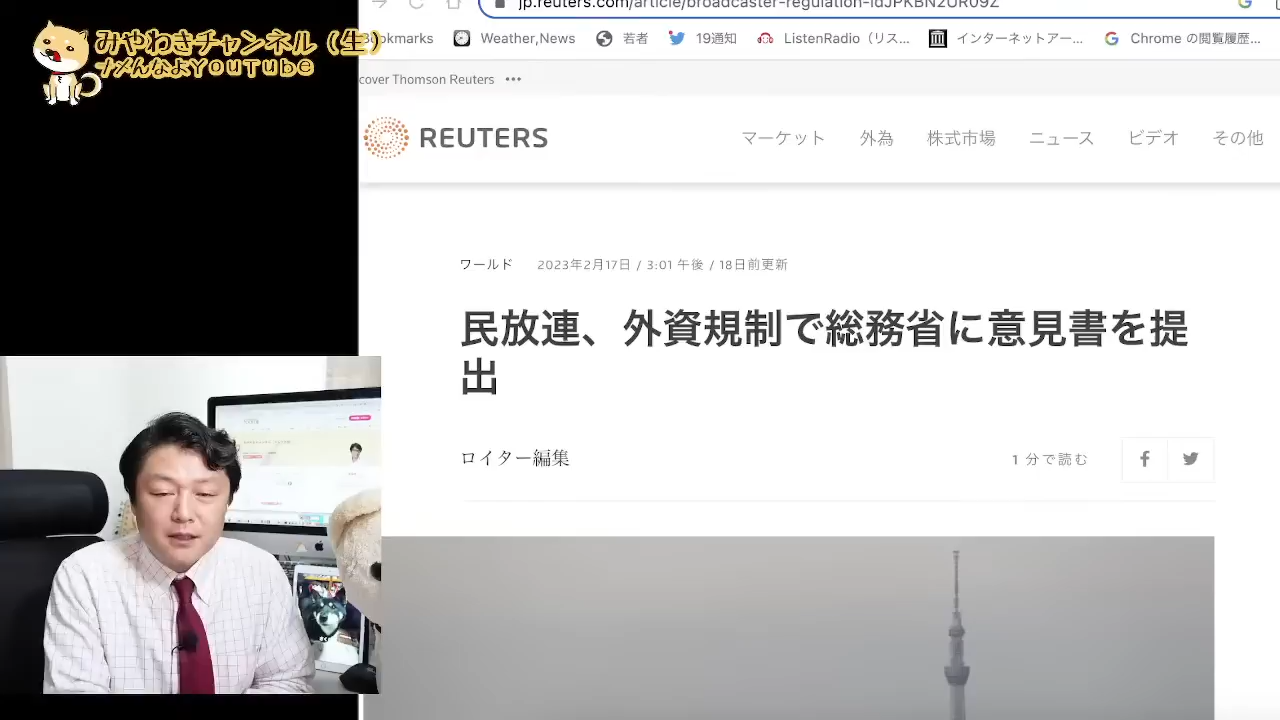 jp.reuters.com/article/broadcaster-regulation-idJPKBN2UR09Z
みやわきチャンネル（生）
ナメんなよYouTube
Bookmarks Weather,News 若者 19通知 ListenRadio（リス... インターネットアー... Chrome の閲覧履歴...
cover Thomson Reuters •••
REUTERS マーケット 外為 株式市場 ニュース ビデオ その他
ワールド 2023年2月17日 / 3:01 午後 / 18日前更新
民放連、外資規制で総務省に意見書を提
出
ロイター編集 1 分で読む